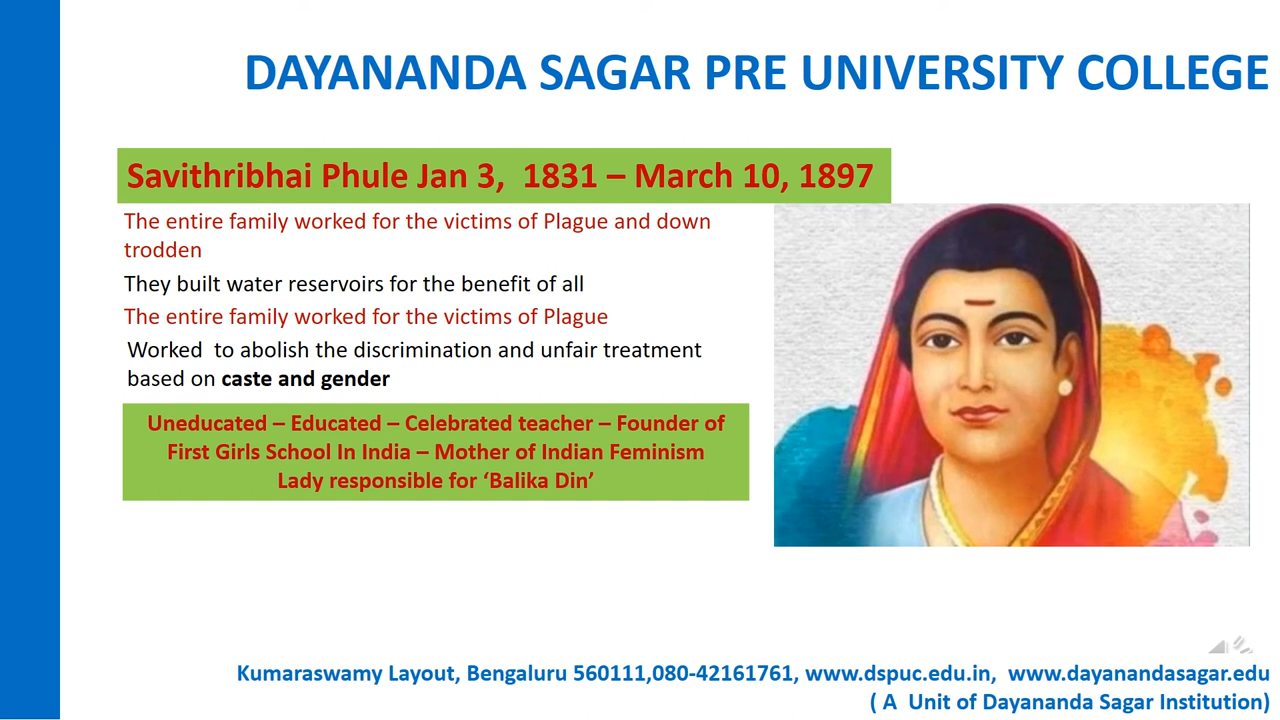 DAYANANDA SAGAR PRE UNIVERSITY COLLEGE
Savithribhai Phule Jan 3,  1831 – March 10, 1897
The entire family worked for the victims of Plague and down
trodden
They built water reservoirs for the benefit of all
The entire family worked for the victims of Plague
Worked  to abolish the discrimination and unfair treatment
based on caste and gender
Uneducated – Educated – Celebrated teacher – Founder of
First Girls School In India – Mother of Indian Feminism
Lady responsible for ‘Balika Din’
Kumaraswamy Layout, Bengaluru 560111,080-42161761, www.dspuc.edu.in,  www.dayanandasagar.edu
( A  Unit of Dayananda Sagar Institution)